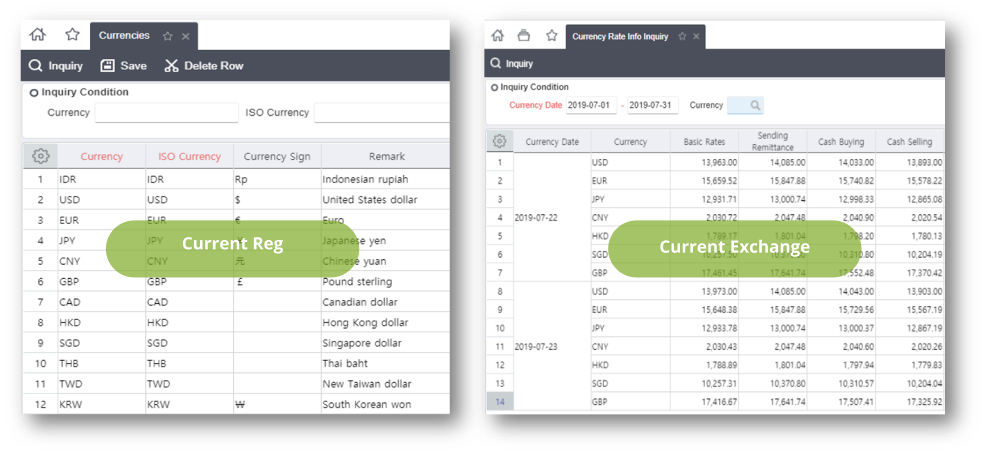 Currencies
Inquiry Save Delete Row
Inquiry Condition
Currency ISO Currency
Currency ISO Currency Currency Sign Remark
1 IDR IDR Rp Indonesian rupiah
2 USD USD $ United States dollar
3 EUR EUR € Euro
4 JPY JPY Japanese yen
Current Reg
5 CNY CNY 元 Chinese yuan
6 GBP GBP £ Pound sterling
7 CAD CAD Canadian dollar
8 HKD HKD Hong Kong dollar
9 SGD SGD Singapore dollar
10 THB THB Thai baht
11 TWD TWD New Taiwan dollar
12 KRW KRW ₩ South Korean won
Currency Rate Info Inquiry
Inquiry
Inquiry Condition
Currency Date 2019-07-01 - 2019-07-31 Currency
Currency Date Currency Basic Rates Sending Remittance Cash Buying Cash Selling
1 USD 13,963.00 14,085.00 14,033.00 13,893.00
2 EUR 15,659.52 15,847.88 15,740.82 15,578.22
3 JPY 12,931.71 13,000.74 12,998.33 12,865.08
4 2019-07-22 CNY 2,030.72 2,047.48 2,040.90 2,020.54
5 HKD 1,789.17 1,801.04 1,798.20 1,780.13
Current Exchange
6 SGD 10,310.80 10,204.19
7 GBP 17,461.45 17,641.74 17,552.48 17,370.42
8 USD 13,973.00 14,085.00 14,043.00 13,903.00
9 EUR 15,648.38 15,847.88 15,729.56 15,567.19
10 JPY 12,933.78 13,000.74 13,000.37 12,867.19
11 2019-07-23 CNY 2,030.43 2,047.48 2,040.60 2,020.26
12 HKD 1,788.89 1,801.04 1,797.94 1,779.83
13 SGD 10,257.31 10,370.80 10,310.57 10,204.04
14 GBP 17,416.67 17,641.74 17,507.41 17,325.92